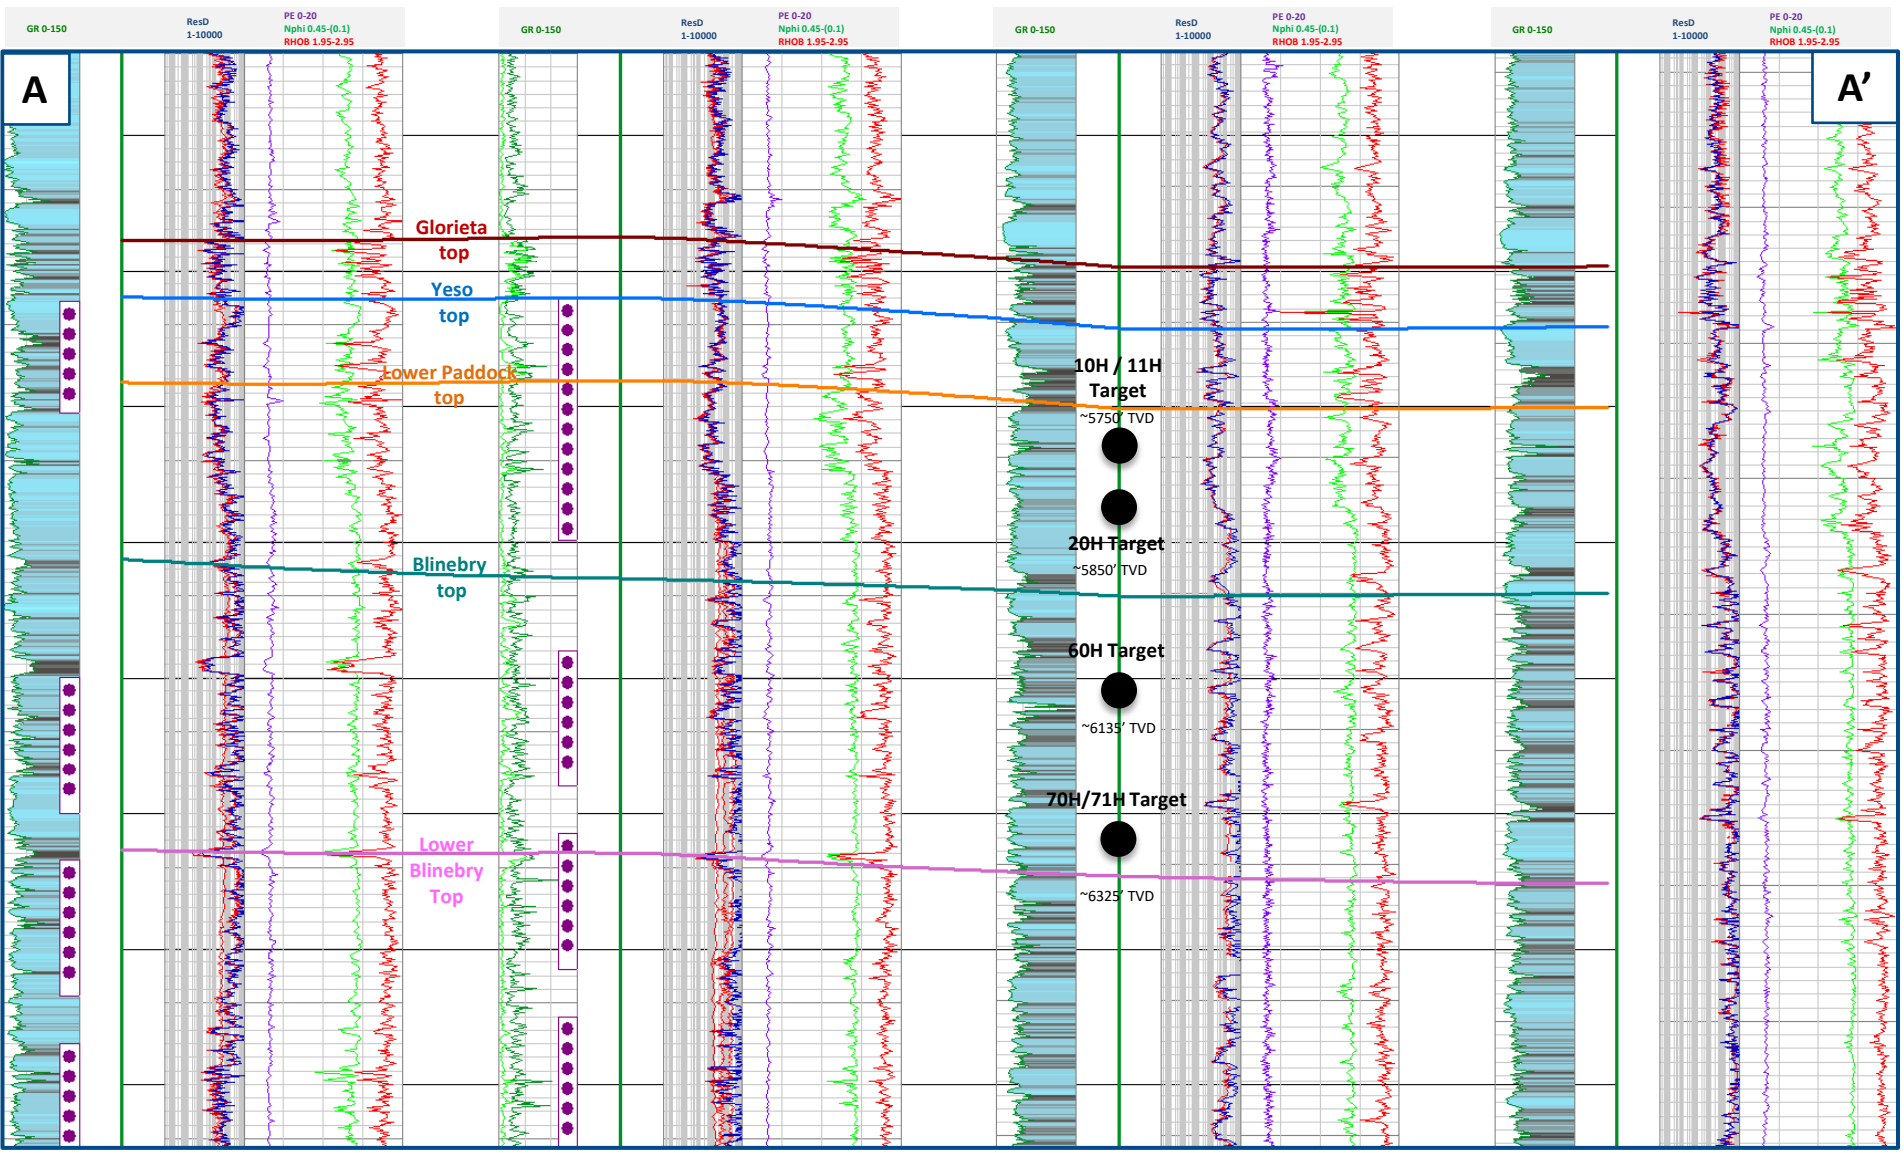 GR 0-150
ResD
1-10000
PE 0-20
Nphi 0.45-(0.1)
RHOB 1.95-2.95
GR 0-150
ResD
1-10000
PE 0-20
Nphi 0.45-(0.1)
RHOB 1.95-2.95
GR 0-150
ResD
1-10000
PE 0-20
Nphi 0.45-(0.1)
RHOB 1.95-2.95
GR 0-150
ResD
1-10000
PE 0-20
Nphi 0.45-(0.1)
RHOB 1.95-2.95
A
A’
Glorieta
top
Yeso
top
Lower Paddock
top
10H / 11H
Target
~5750’ TVD
20H Target
~5850’ TVD
Blinebry
top
60H Target
~6135’ TVD
70H/71H Target
Lower
Blinebry
Top
~6325’ TVD